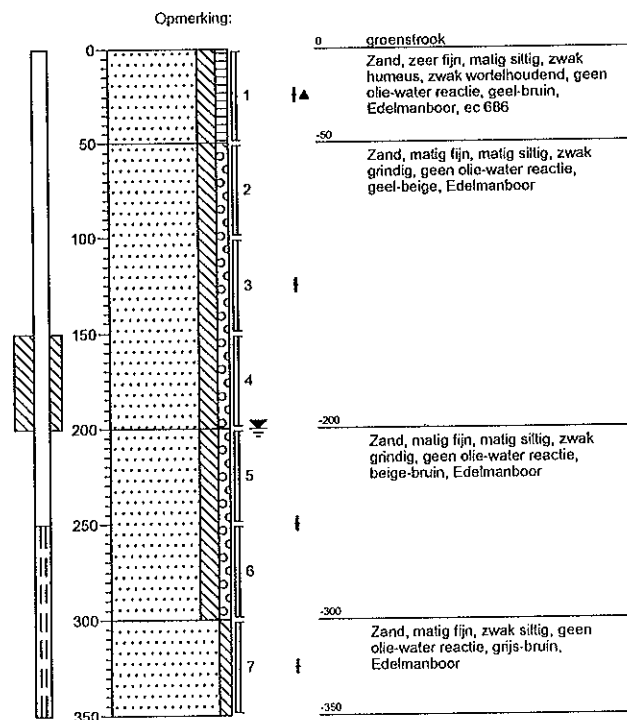 Opmerking:
0
50
100
150
200
250
300
350
1
2
3
4
5
6
7
0 groenstrook
Zand, zeer fijn, matig siltig, zwak
humeus, zwak wortelhoudend, geen
olie-water reactie, geel-bruin,
Edelmanboor, ec 686
-50
Zand, matig fijn, matig siltig, zwak
grindig, geen olie-water reactie,
geel-beige, Edelmanboor
-200
Zand, matig fijn, matig siltig, zwak
grindig, geen olie-water reactie,
beige-bruin, Edelmanboor
-300
Zand, matig fijn, zwak siltig, geen
olie-water reactie, grijs-bruin,
Edelmanboor
-350